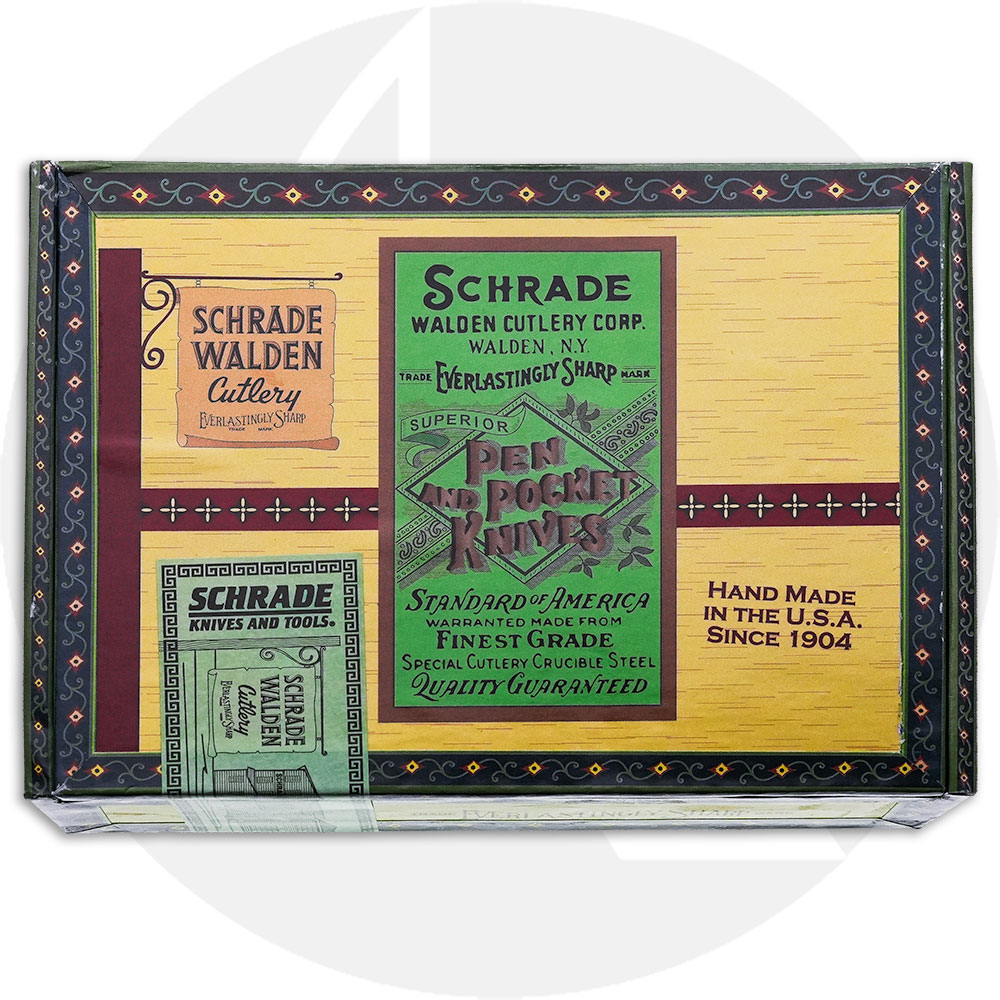 SCHRADE
WALDEN
Cutlery
EVERLASTINGLY SHARP
TRADE MARK
SCHRADE
WALDEN CUTLERY CORP.
WALDEN, N.Y.
TRADE EVERLASTINGLY SHARP MARK
SUPERIOR
PEN
AND POCKET
KNIVES
STANDARD OF AMERICA
WARRANTED MADE FROM
FINEST GRADE
SPECIAL CUTLERY CRUCIBLE STEEL
QUALITY GUARANTEED
HAND MADE
IN THE U.S.A.
SINCE 1904
SCHRADE
KNIVES AND TOOLS®
SCHRADE
WALDEN
Cutlery
EVERLASTINGLY SHARP
EVERLASTINGLY SHARP